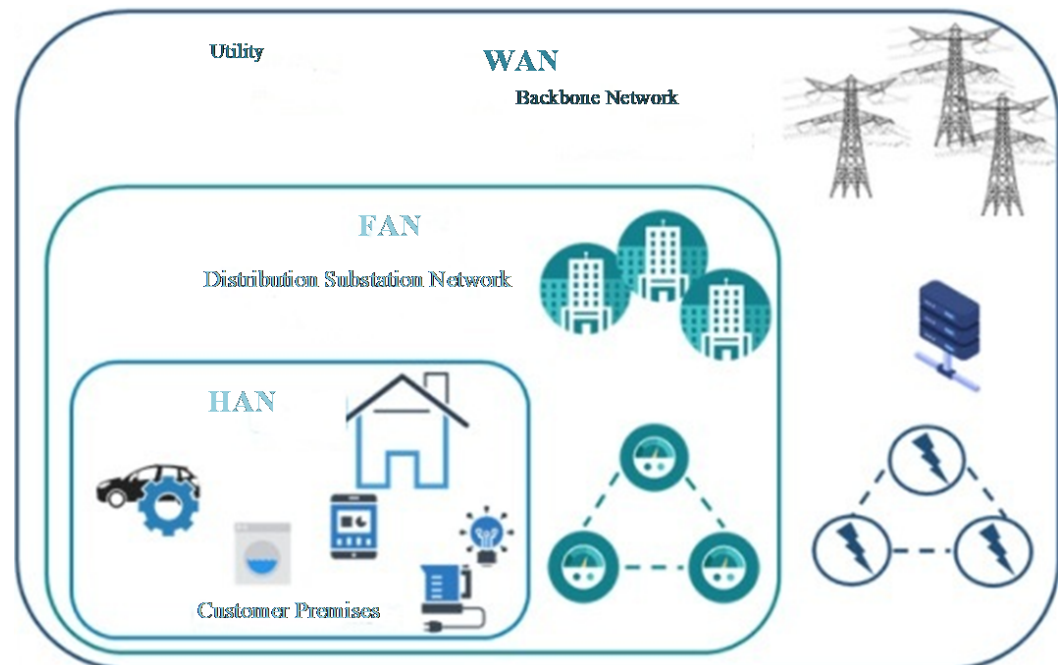 Utility
WAN
Backbone Network
FAN
Distribution Substation Network
HAN
Customer Premises